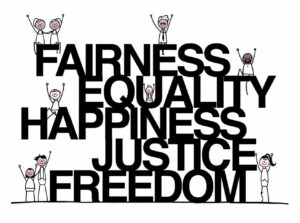 FAIRNESS
EQUALITY
HAPPINESS
JUSTICE
FREEDOM